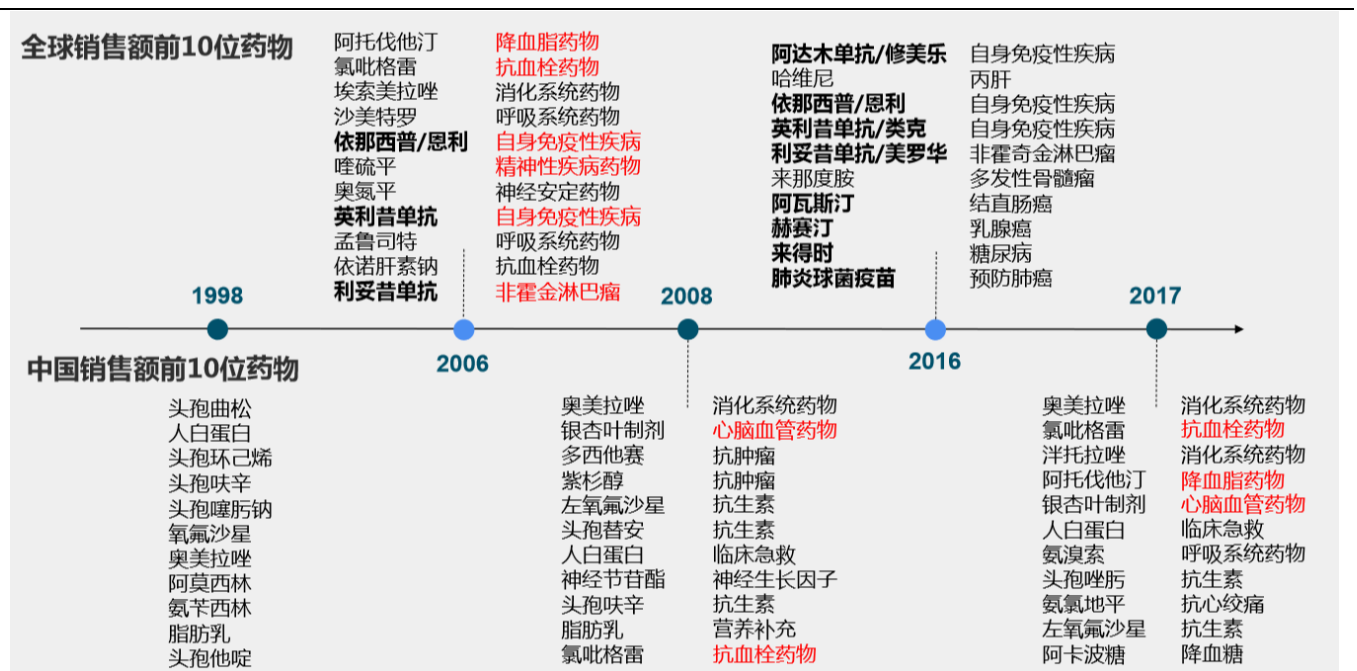 全球销售额前10位药物
阿托伐他汀 降血脂药物
氯吡格雷 抗血栓药物
埃索美拉唑 消化系统药物
沙美特罗 呼吸系统药物
依那西普/恩利 自身免疫性疾病
喹硫平 精神性疾病药物
奥氮平 神经安定药物
英利昔单抗 自身免疫性疾病
孟鲁司特 呼吸系统药物
依诺肝素钠 抗血栓药物
利妥昔单抗 非霍金淋巴瘤
阿达木单抗/修美乐 自身免疫性疾病
哈维尼 丙肝
依那西普/恩利 自身免疫性疾病
英利昔单抗/类克 自身免疫性疾病
利妥昔单抗/美罗华 非霍奇金淋巴瘤
来那度胺 多发性骨髓瘤
阿瓦斯汀 结直肠癌
赫赛汀 乳腺癌
来得时 糖尿病
肺炎球菌疫苗 预防肺癌
1998
2006
2008
2016
2017
中国销售额前10位药物
头孢曲松
人白蛋白
头孢环己烯
头孢呋辛
头孢噻肟钠
氧氟沙星
奥美拉唑
阿莫西林
氨苄西林
脂肪乳
头孢他啶
奥美拉唑 消化系统药物
银杏叶制剂 心脑血管药物
多西他赛 抗肿瘤
紫杉醇 抗肿瘤
左氧氟沙星 抗生素
头孢替安 抗生素
人白蛋白 临床急救
神经节苷酯 神经生长因子
头孢呋辛 抗生素
脂肪乳 营养补充
氯吡格雷 抗血栓药物
奥美拉唑 消化系统药物
氯吡格雷 抗血栓药物
泮托拉唑 消化系统药物
阿托伐他汀 降血脂药物
银杏叶制剂 心脑血管药物
人白蛋白 临床急救
氨溴索 呼吸系统药物
头孢唑肟 抗生素
氨氯地平 抗心绞痛
左氧氟沙星 抗生素
阿卡波糖 降血糖